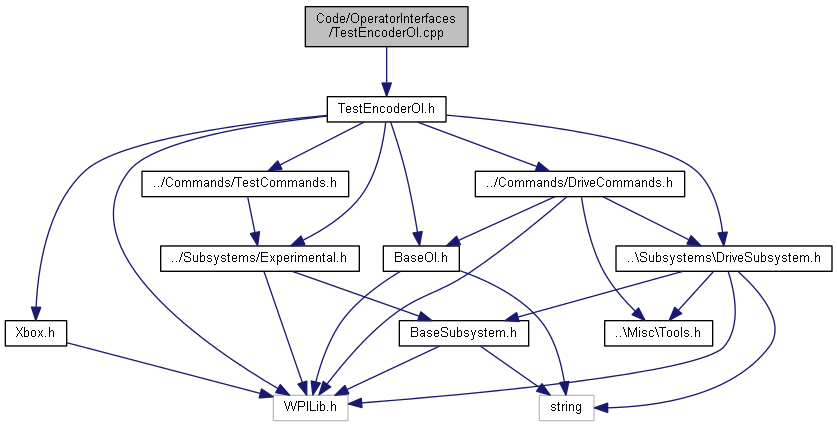 Code/OperatorInterfaces
/TestEncoderOI.cpp
TestEncoderOI.h
../Commands/TestCommands.h
../Commands/DriveCommands.h
../Subsystems/Experimental.h
BaseOI.h
..\Subsystems\DriveSubsystem.h
Xbox.h
BaseSubsystem.h
..\Misc\Tools.h
WPILib.h
string